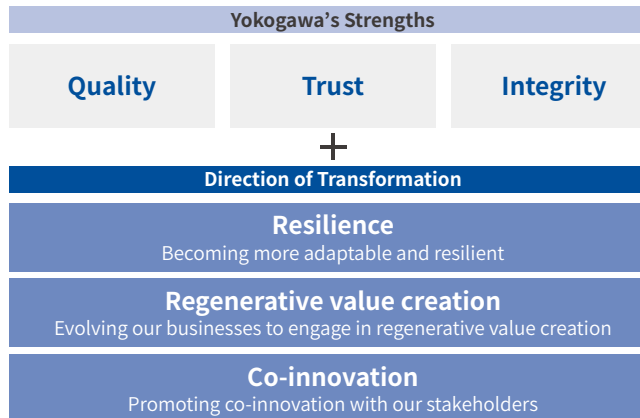 Yokogawa's Strengths
Quality Trust Integrity
+
Direction of Transformation
Resilience
Becoming more adaptable and resilient
Regenerative value creation
Evolving our businesses to engage in regenerative value creation
Co-innovation
Promoting co-innovation with our stakeholders